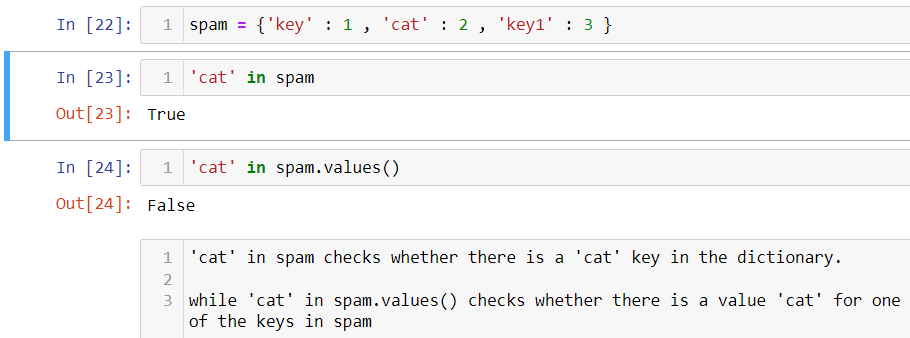 In [22]: 1 spam = {'key' : 1 , 'cat' : 2 , 'key1' : 3 }
In [23]: 1 'cat' in spam
Out[23]: True
In [24]: 1 'cat' in spam.values()
Out[24]: False
1 'cat' in spam checks whether there is a 'cat' key in the dictionary.
2
3 while 'cat' in spam.values() checks whether there is a value 'cat' for one
of the keys in spam